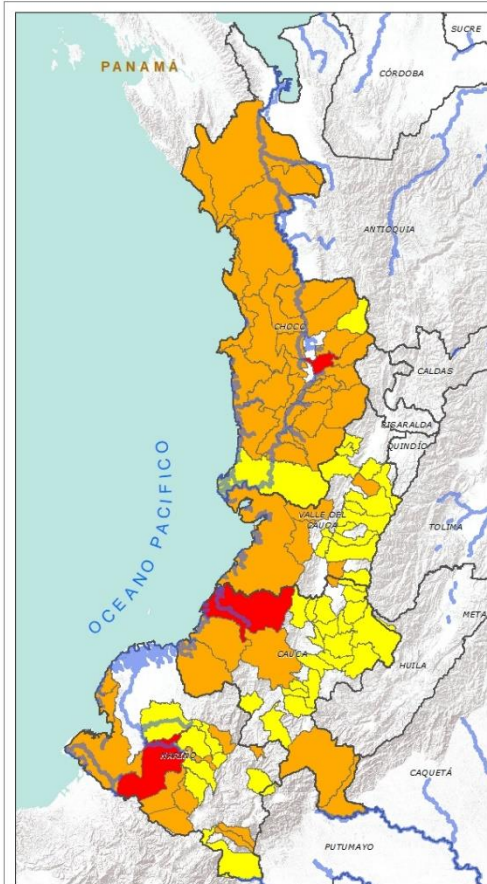 SUCRE
PANAMÁ
CÓRDOBA
ANTIOQUIA
CHOCÓ
CALDAS
RISARALDA
QUINDÍO
OCEANO PACIFICO
VALLE DEL
CAUCA
TOLIMA
META
CAUCA
HUILA
NARIÑO
CAQUETÁ
PUTUMAYO